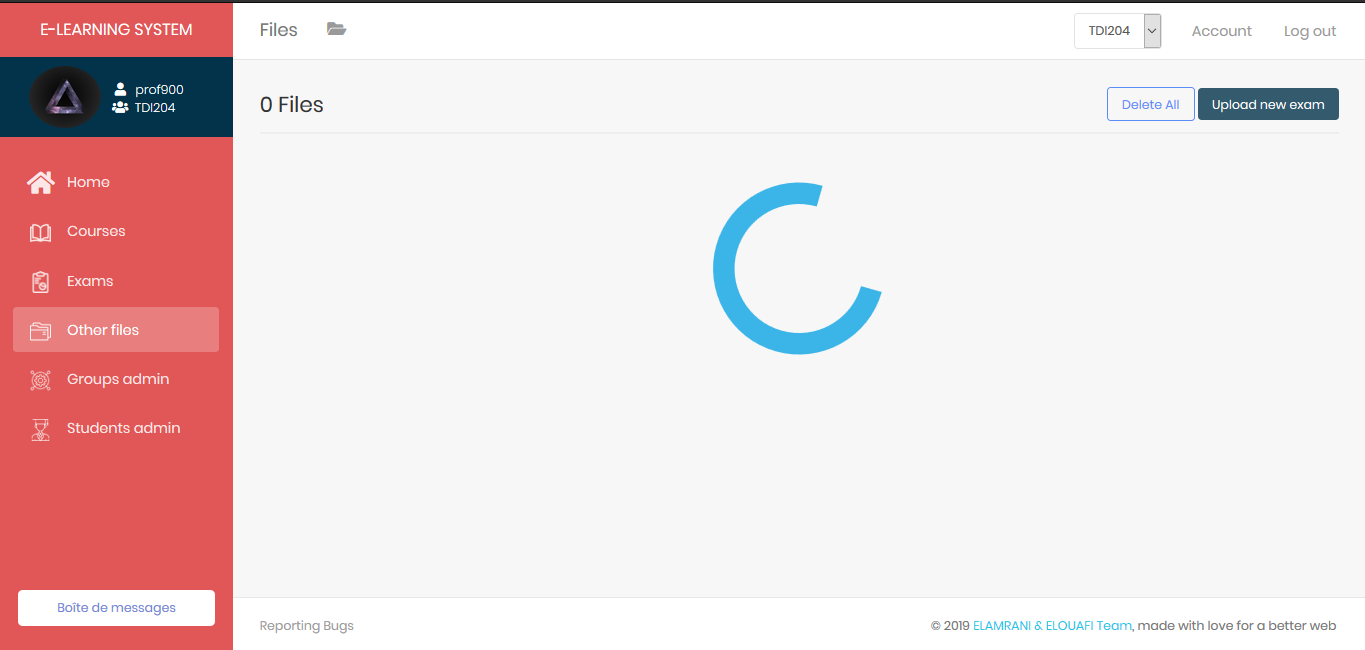 E-LEARNING SYSTEM
prof900
TDI204
Home
Courses
Exams
Other files
Groups admin
Students admin
Boîte de messages
Files
TDI204
Account
Log out
0 Files
Delete All
Upload new exam
Reporting Bugs
© 2019 ELAMRANI & ELOUAFI Team, made with love for a better web